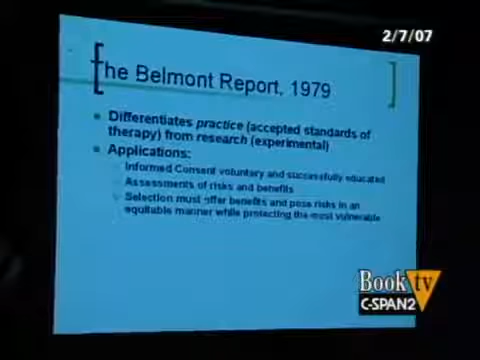 2/7/07
The Belmont Report, 1979
Differentiates practice (accepted standards of
therapy) from research (experimental)
Applications:
Informed Consent voluntary and successfully educated
Assessments of risks and benefits
Selection must offer benefits and pose risks in an
equitable manner while protecting the most vulnerable
Book tv
C-SPAN2